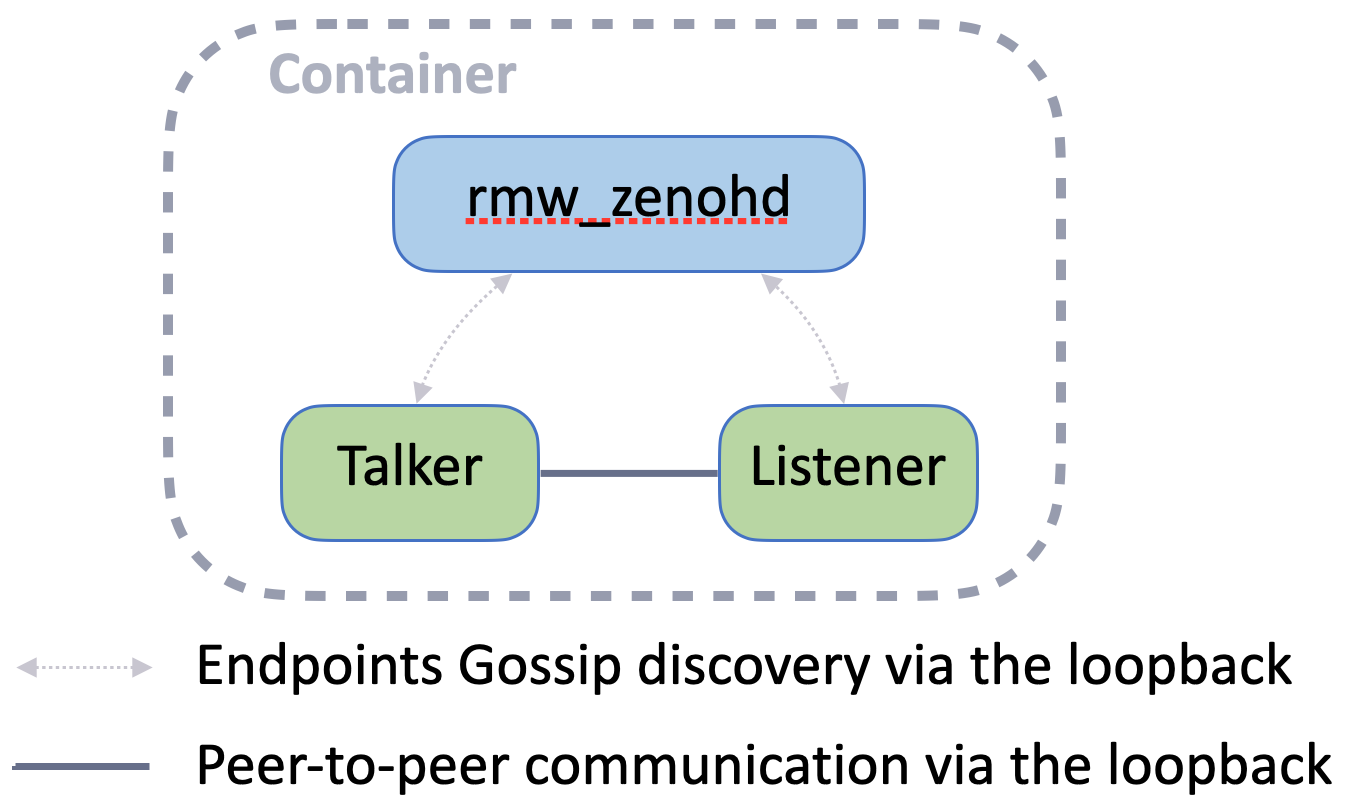 Container
rmw_zenohd
Talker
Listener
Endpoints Gossip discovery via the loopback
Peer-to-peer communication via the loopback